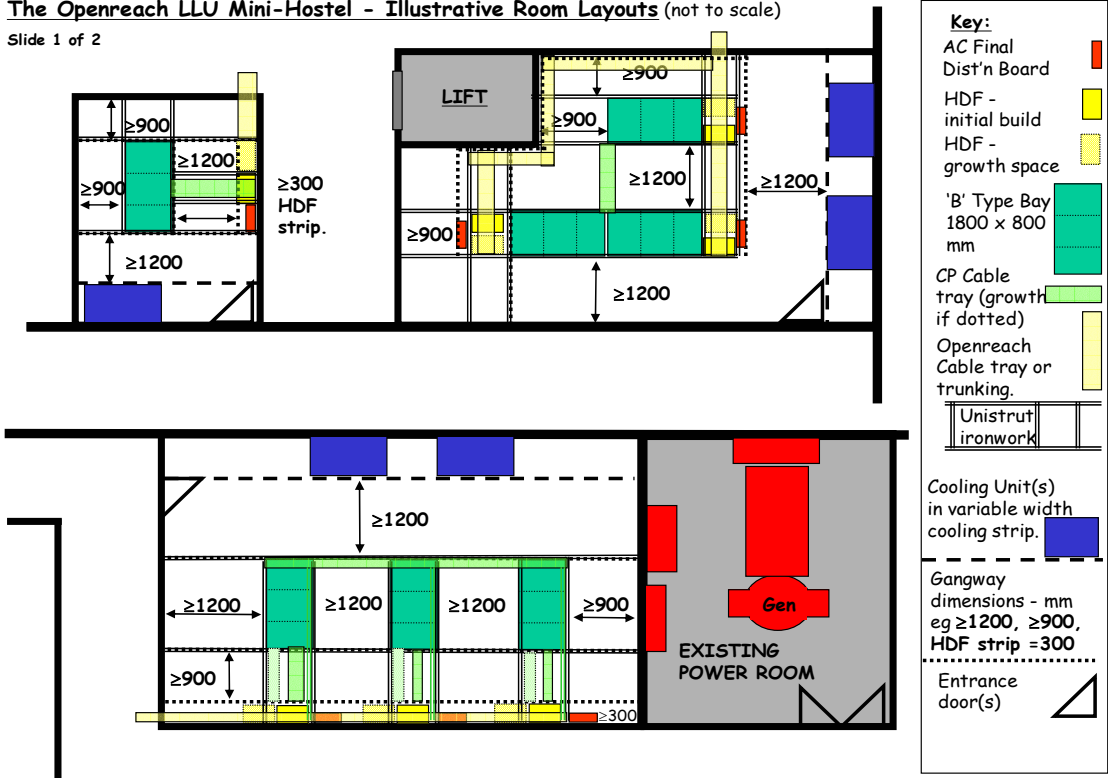 The Openreach LLU Mini-Hostel - Illustrative Room Layouts (not to scale)
Slide 1 of 2
≥900
≥1200
≥900
≥1200
≥300
HDF
strip.
LIFT
≥900
≥900
≥1200
≥1200
≥900
≥1200
≥1200
≥1200
≥1200
≥1200
≥900
≥900
≥300
Gen
EXISTING
POWER ROOM
Key:
AC Final
Dist'n Board
HDF -
initial build
HDF -
growth space
'B' Type Bay
1800 x 800
mm
CP Cable
tray (growth
if dotted)
Openreach
Cable tray or
trunking.
Unistrut
ironwork
Cooling Unit(s)
in variable width
cooling strip.
Gangway
dimensions - mm
eg ≥1200, ≥900,
HDF strip =300
Entrance
door(s)